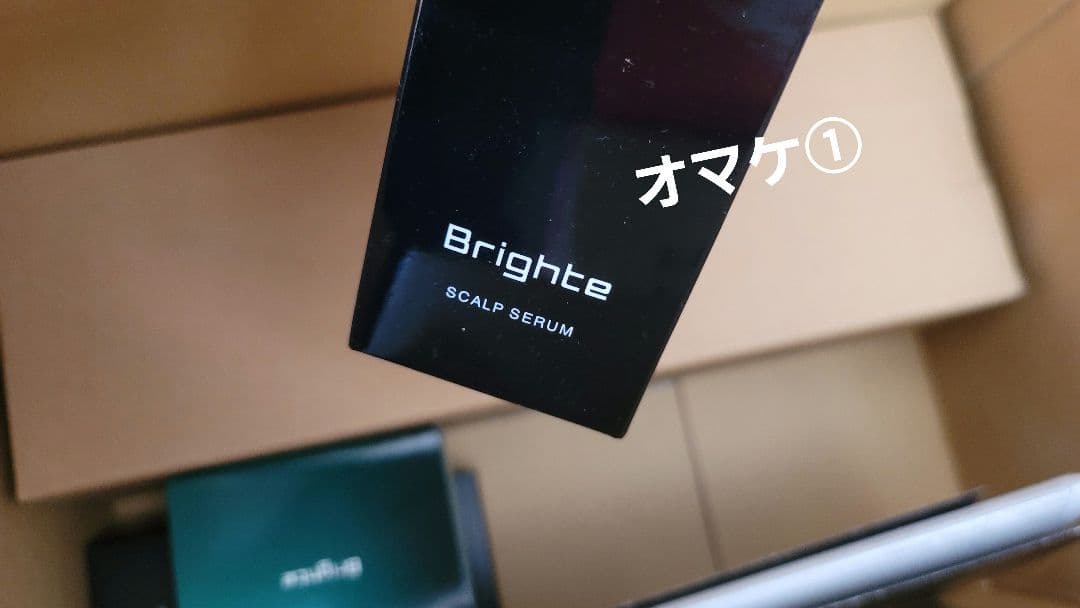 オマケ①
Brighte
SCALP SERUM